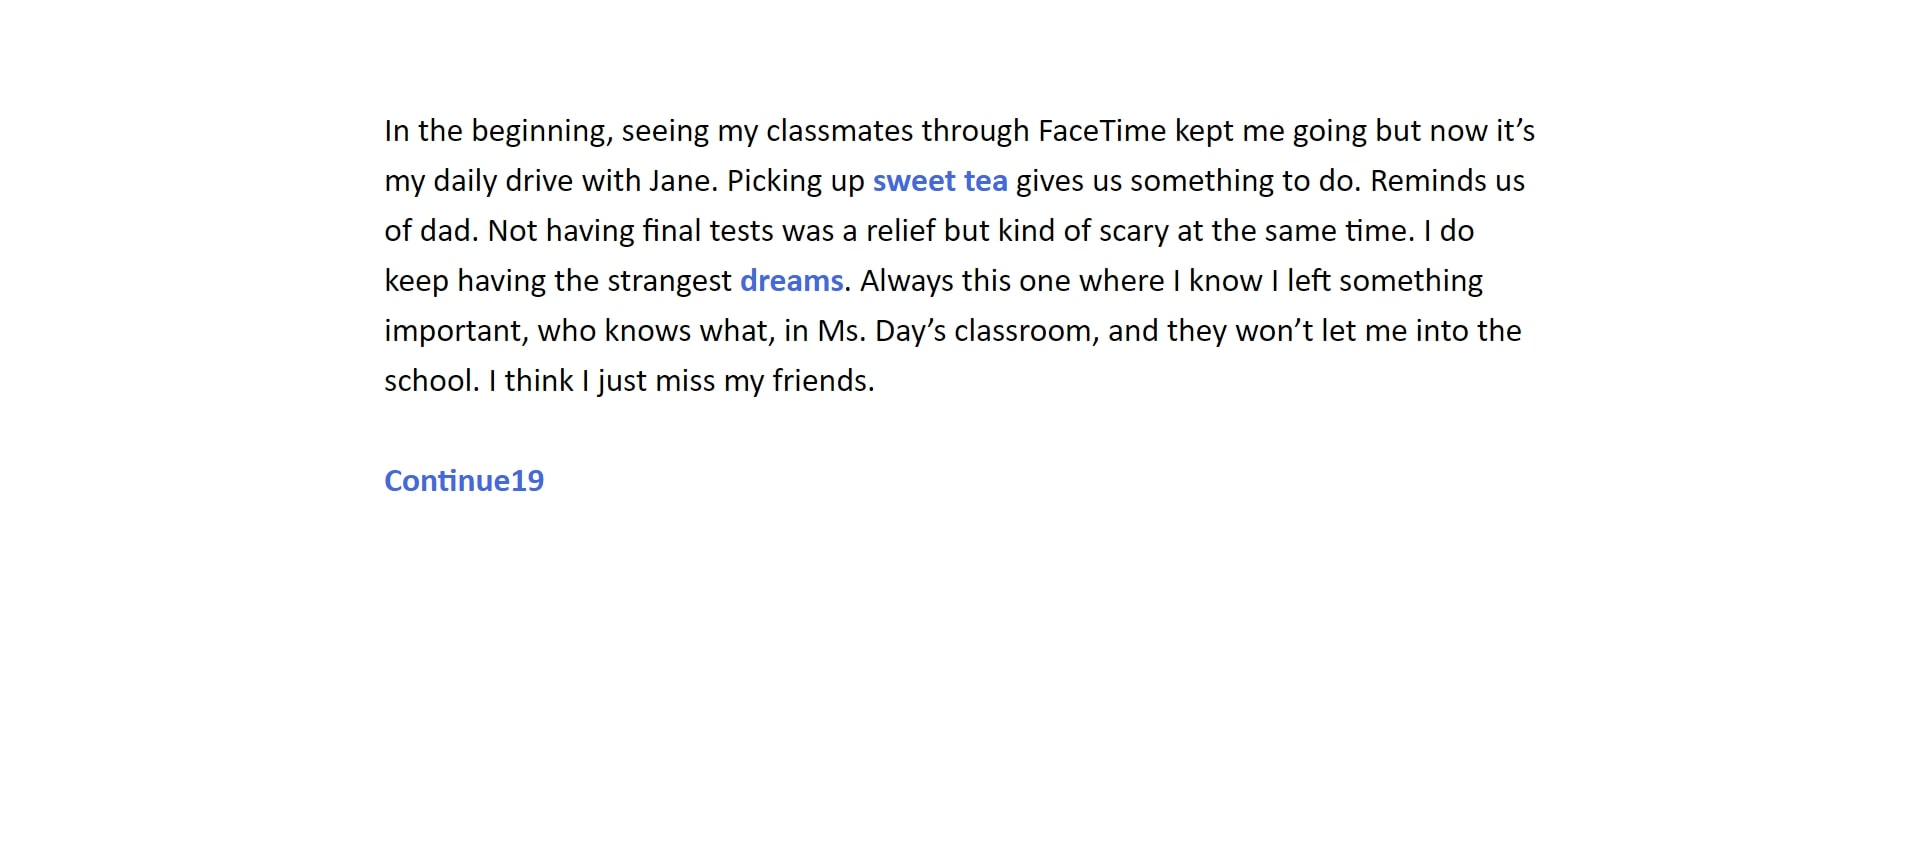 In the beginning, seeing my classmates through FaceTime kept me going but now it’s
my daily drive with Jane. Picking up sweet tea gives us something to do. Reminds us
of dad. Not having final tests was a relief but kind of scary at the same time. I do
keep having the strangest dreams. Always this one where I know I left something
important, who knows what, in Ms. Day’s classroom, and they won’t let me into the
school. I think I just miss my friends.
Continue19